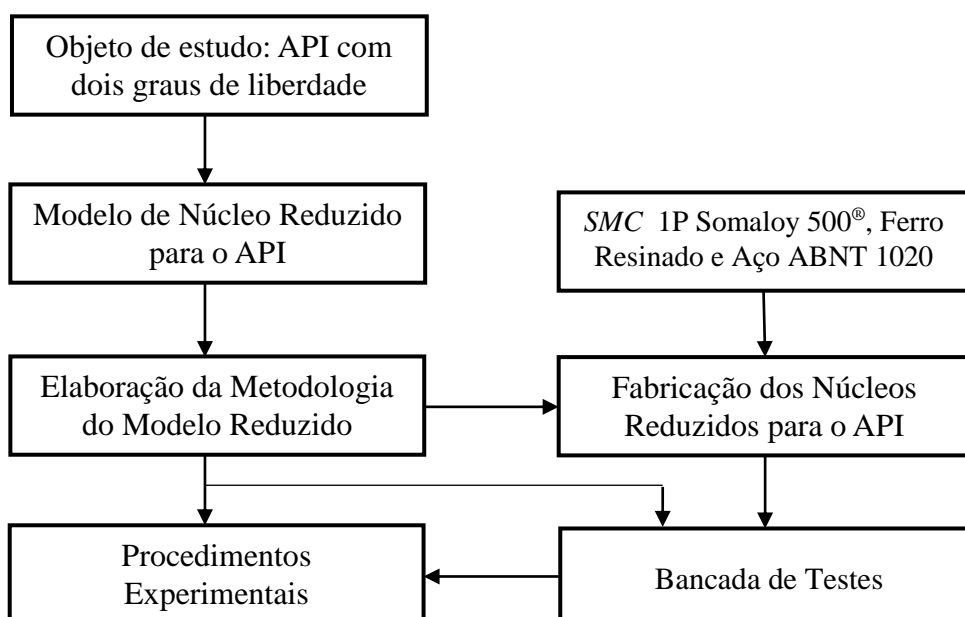 Objeto de estudo: API com
dois graus de liberdade
Modelo de Núcleo Reduzido
para o API
SMC 1P Somaloy 500®, Ferro
Resinado e Aço ABNT 1020
Elaboração da Metodologia
do Modelo Reduzido
Fabricação dos Núcleos
Reduzidos para o API
Procedimentos
Experimentais
Bancada de Testes